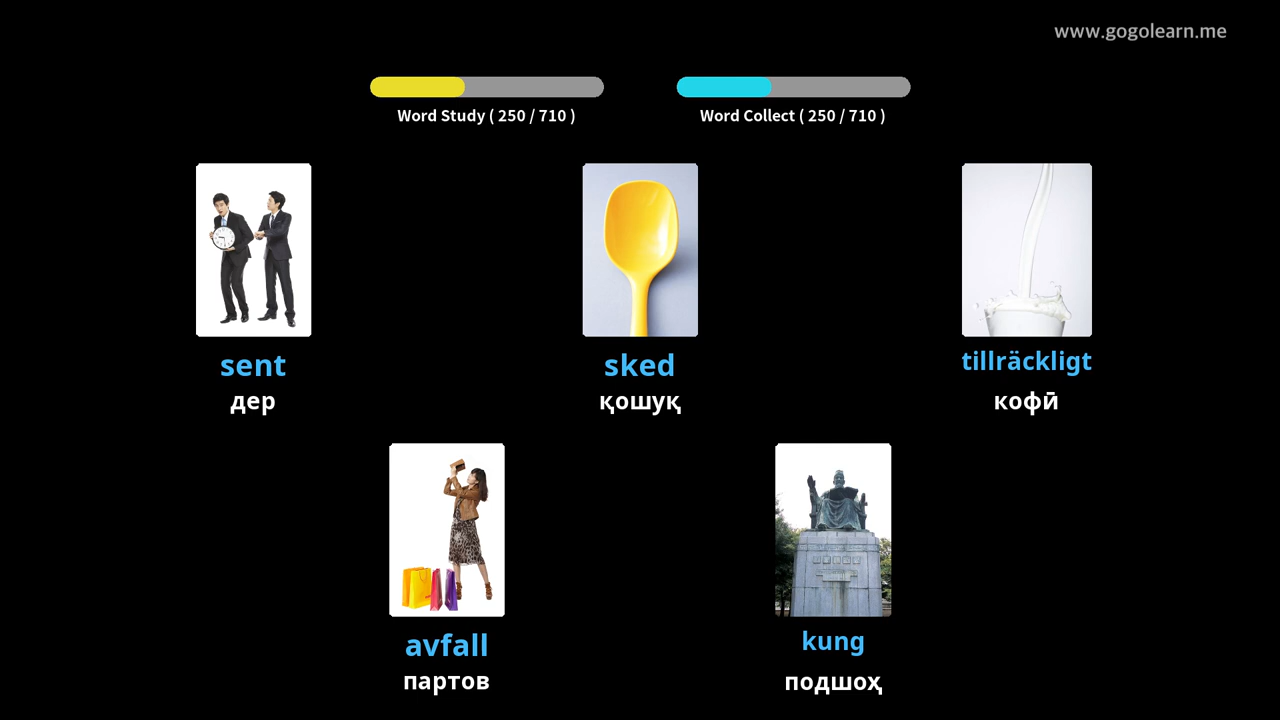 www.gogolearn.me
Word Study ( 250 / 710 )
Word Collect ( 250 / 710 )
sent
дер
sked
қошуқ
tillräckligt
кофӣ
avfall
партов
kung
подшоҳ